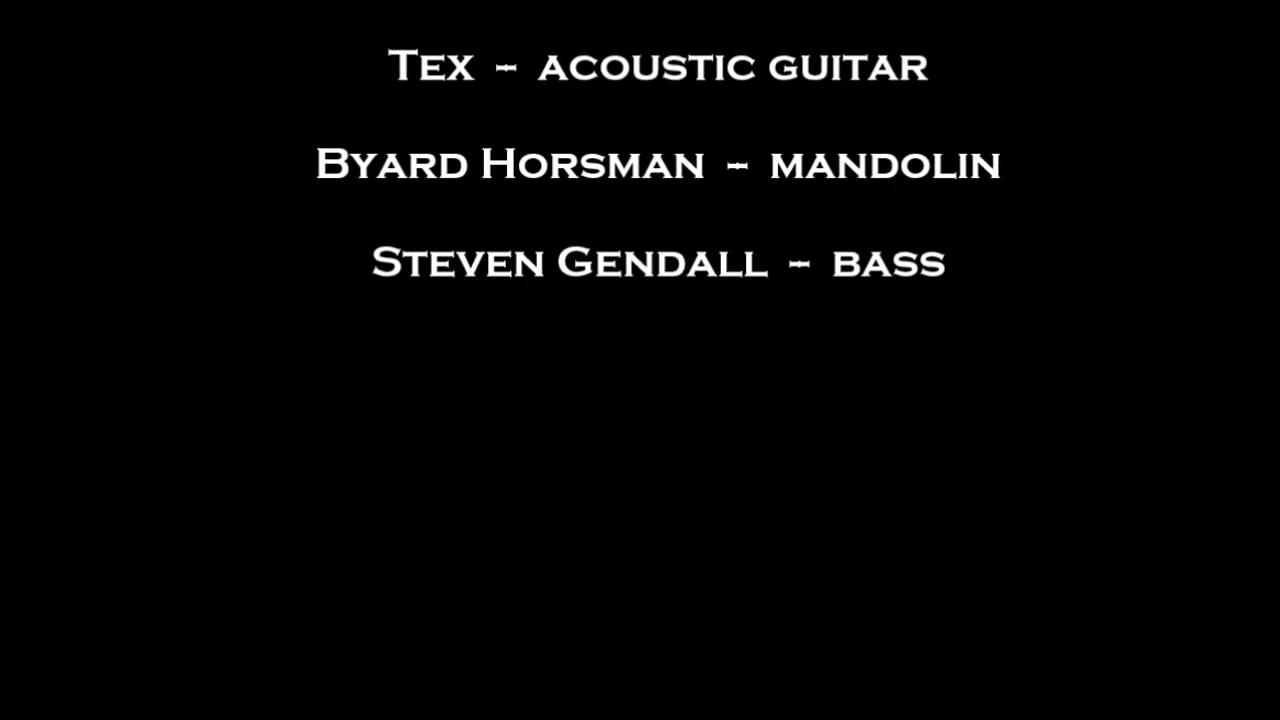 Tex - acoustic guitar
Byard Horsman - mandolin
Steven Gendall - bass